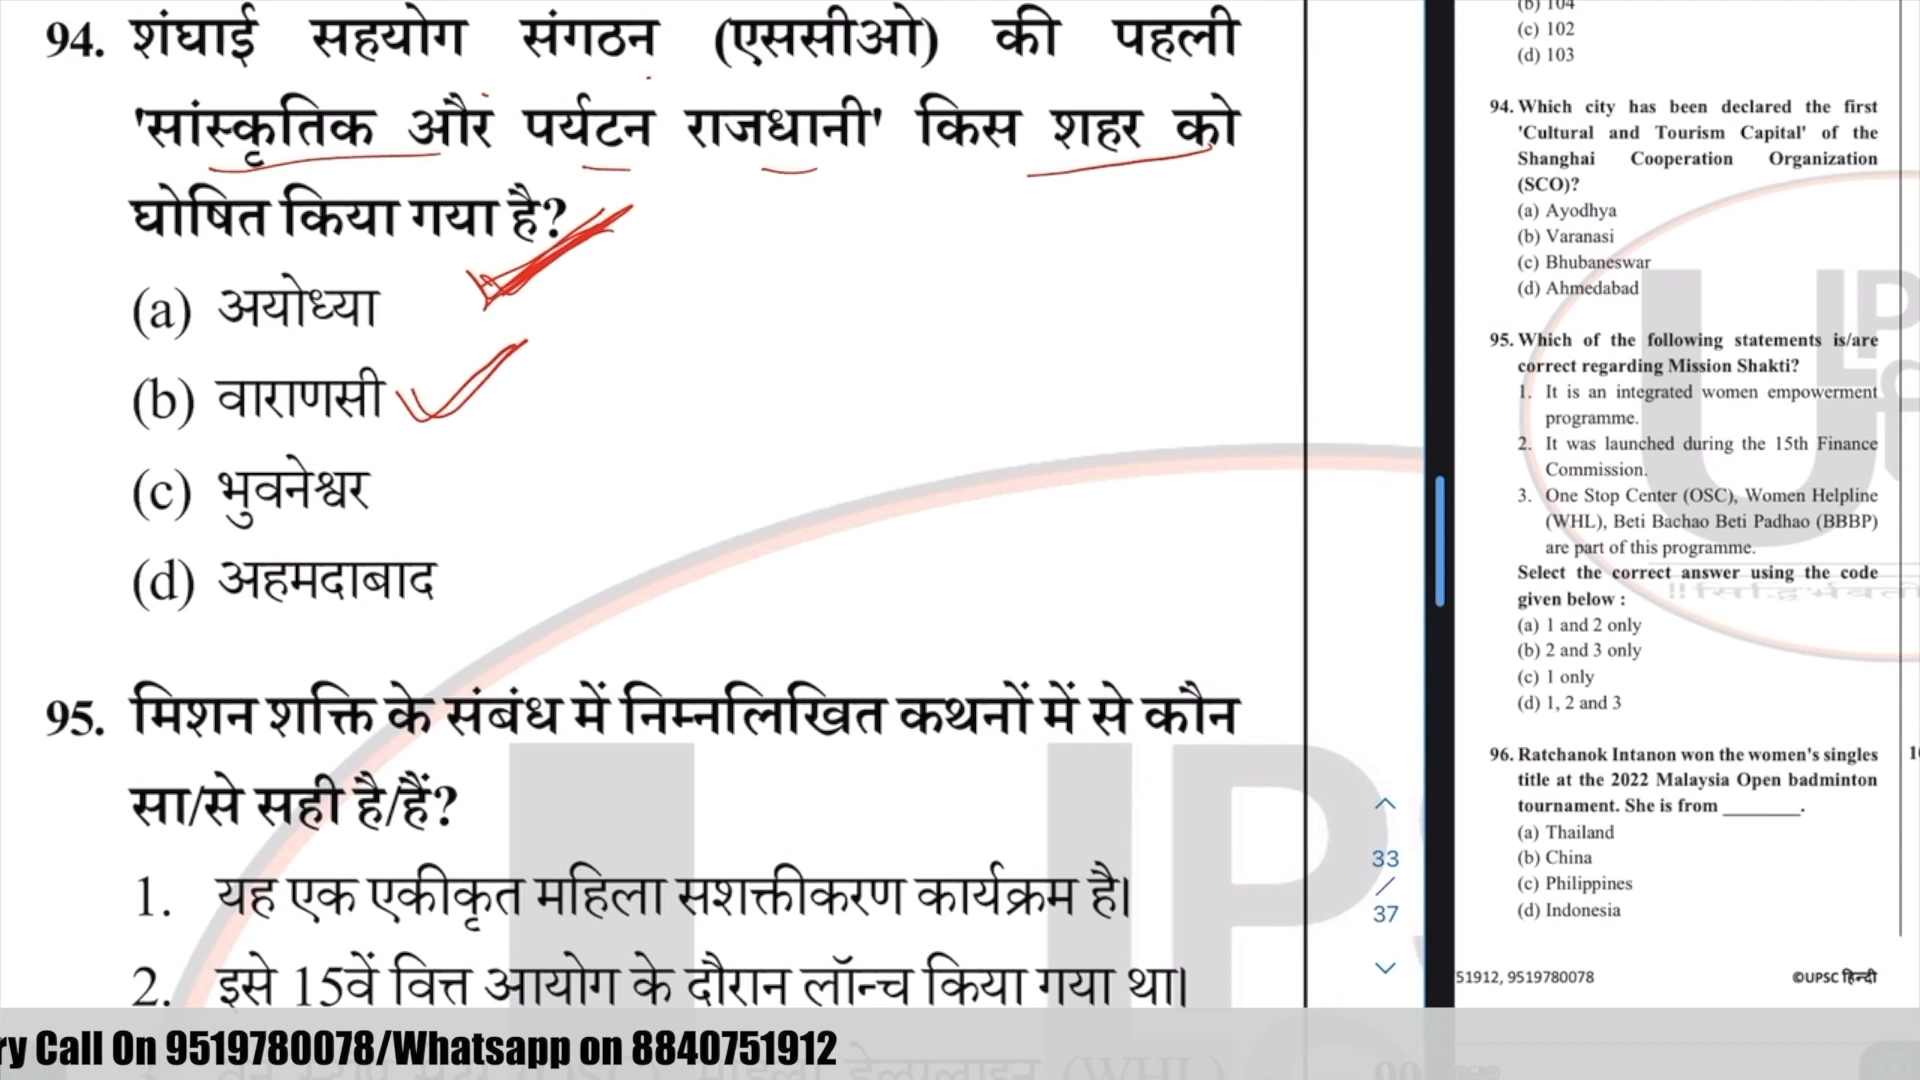 94. शंघाई सहयोग संगठन (एससीओ) की पहली
'सांस्कृतिक और पर्यटन राजधानी' किस शहर को
घोषित किया गया है?
(a) अयोध्या
(b) वाराणसी
(c) भुवनेश्वर
(d) अहमदाबाद
95. मिशन शक्ति के संबंध में निम्नलिखित कथनों में से कौन
सा/से सही है/हैं?
1. यह एक एकीकृत महिला सशक्तीकरण कार्यक्रम है।
2. इसे 15वें वित्त आयोग के दौरान लॉन्च किया गया था।
33
/
37
(b) 104
(c) 102
(d) 103
94. Which city has been declared the first
'Cultural and Tourism Capital' of the
Shanghai Cooperation Organization
(SCO)?
(a) Ayodhya
(b) Varanasi
(c) Bhubaneswar
(d) Ahmedabad
95. Which of the following statements is/are
correct regarding Mission Shakti?
1. It is an integrated women empowerment
programme.
2. It was launched during the 15th Finance
Commission.
3. One Stop Center (OSC), Women Helpline
(WHL), Beti Bachao Beti Padhao (BBBP)
are part of this programme.
Select the correct answer using the code
given below :
(a) 1 and 2 only
(b) 2 and 3 only
(c) 1 only
(d) 1, 2 and 3
96. Ratchanok Intanon won the women's singles
title at the 2022 Malaysia Open badminton
tournament. She is from ________.
(a) Thailand
(b) China
(c) Philippines
(d) Indonesia
51912, 9519780078
©UPSC हिन्दी
ry Call On 9519780078/Whatsapp on 8840751912